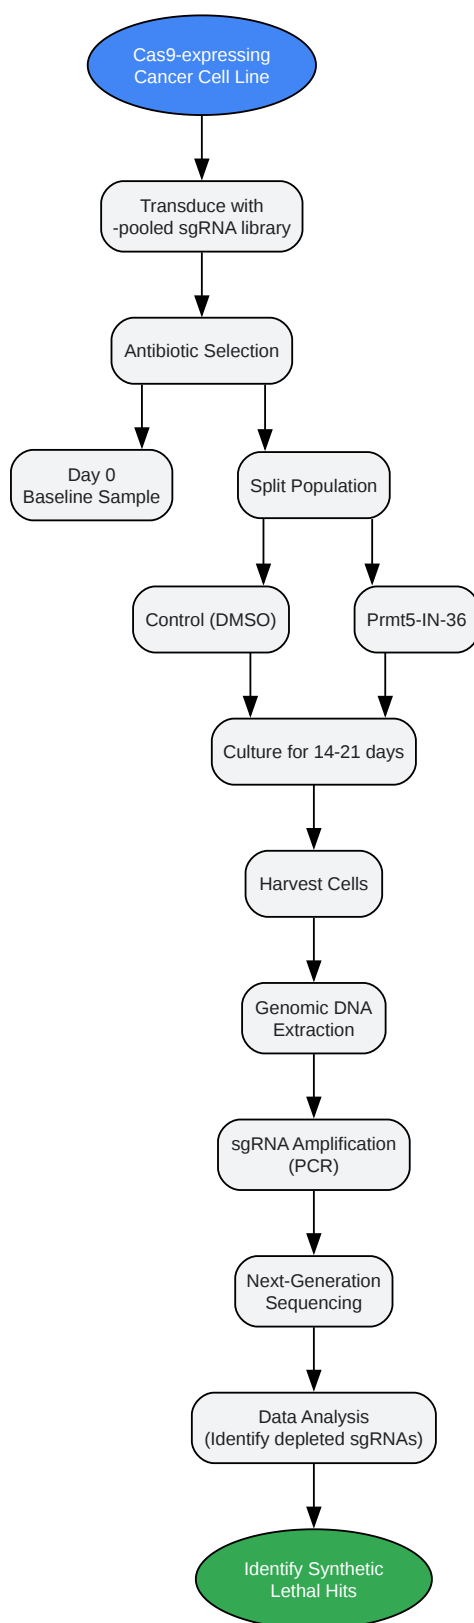 Cas9-expressing
Cancer Cell Line
Transduce with
-pooled sgRNA library
Antibiotic Selection
Day 0
Baseline Sample
Split Population
Control (DMSO)
Prmt5-IN-36
Culture for 14-21 days
Harvest Cells
Genomic DNA
Extraction
sgRNA Amplification
(PCR)
Next-Generation
Sequencing
Data Analysis
(Identify depleted sgRNAs)
Identify Synthetic
Lethal Hits